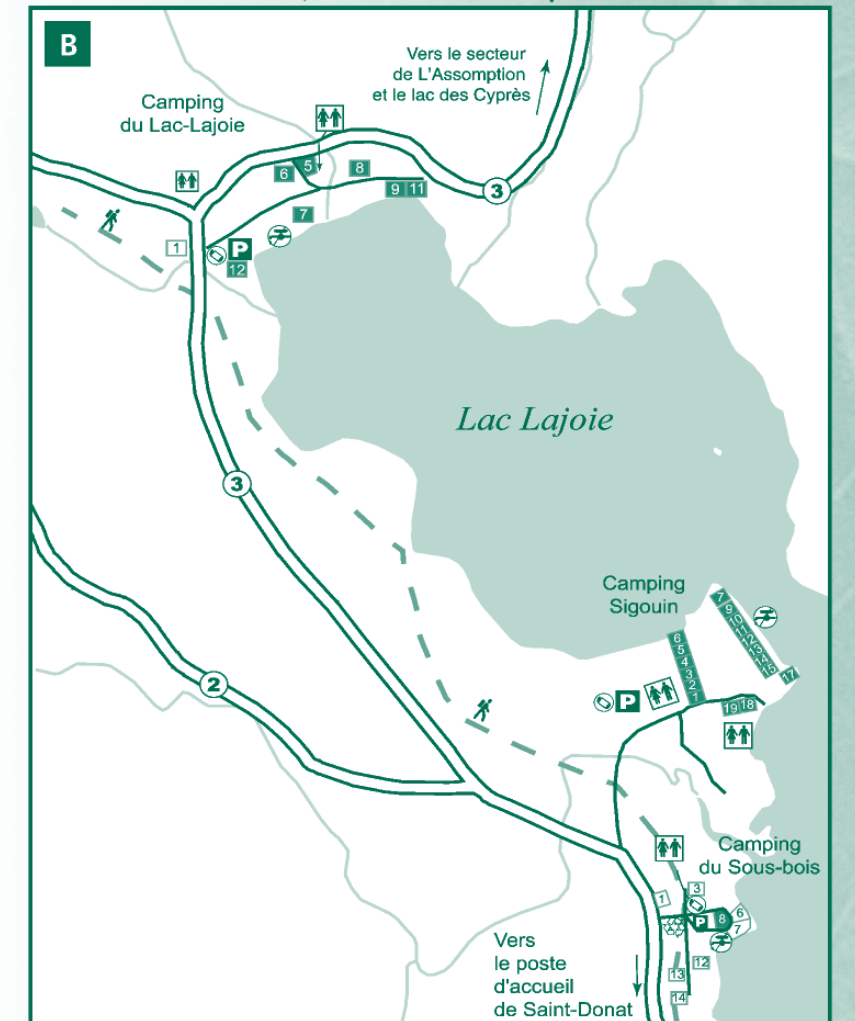 B
Vers le secteur
de L'Assomption
et le lac des Cyprès
Camping
du Lac-Lajoie
5
6
8
9 11
3
7
1
P
12
Lac Lajoie
3
Camping
Sigouin
7
9
10
11
12
13
14
15
17
6
5
4
3
2
1
P
19 18
2
Camping
du Sous-bois
3
1
P
8
6
7
12
13
14
Vers
le poste
d'accueil
de Saint-Donat